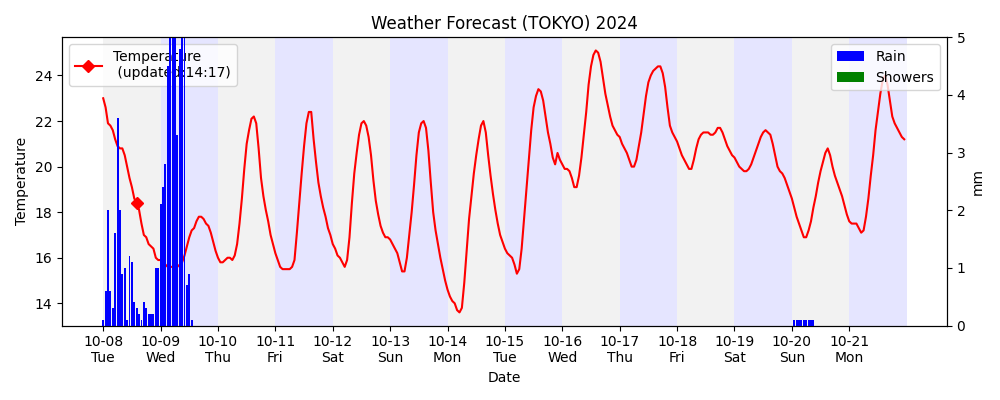 Weather Forecast (TOKYO) 2024
Temperature
(updated:14:17)
Rain
Showers
Temperature
24
22
20
18
16
14
5
4
3
2
1
0
mm
10-08 10-09 10-10 10-11 10-12 10-13 10-14 10-15 10-16 10-17 10-18 10-19 10-20 10-21
Tue Wed Thu Fri Sat Sun Mon Tue Wed Thu Fri Sat Sun Mon
Date